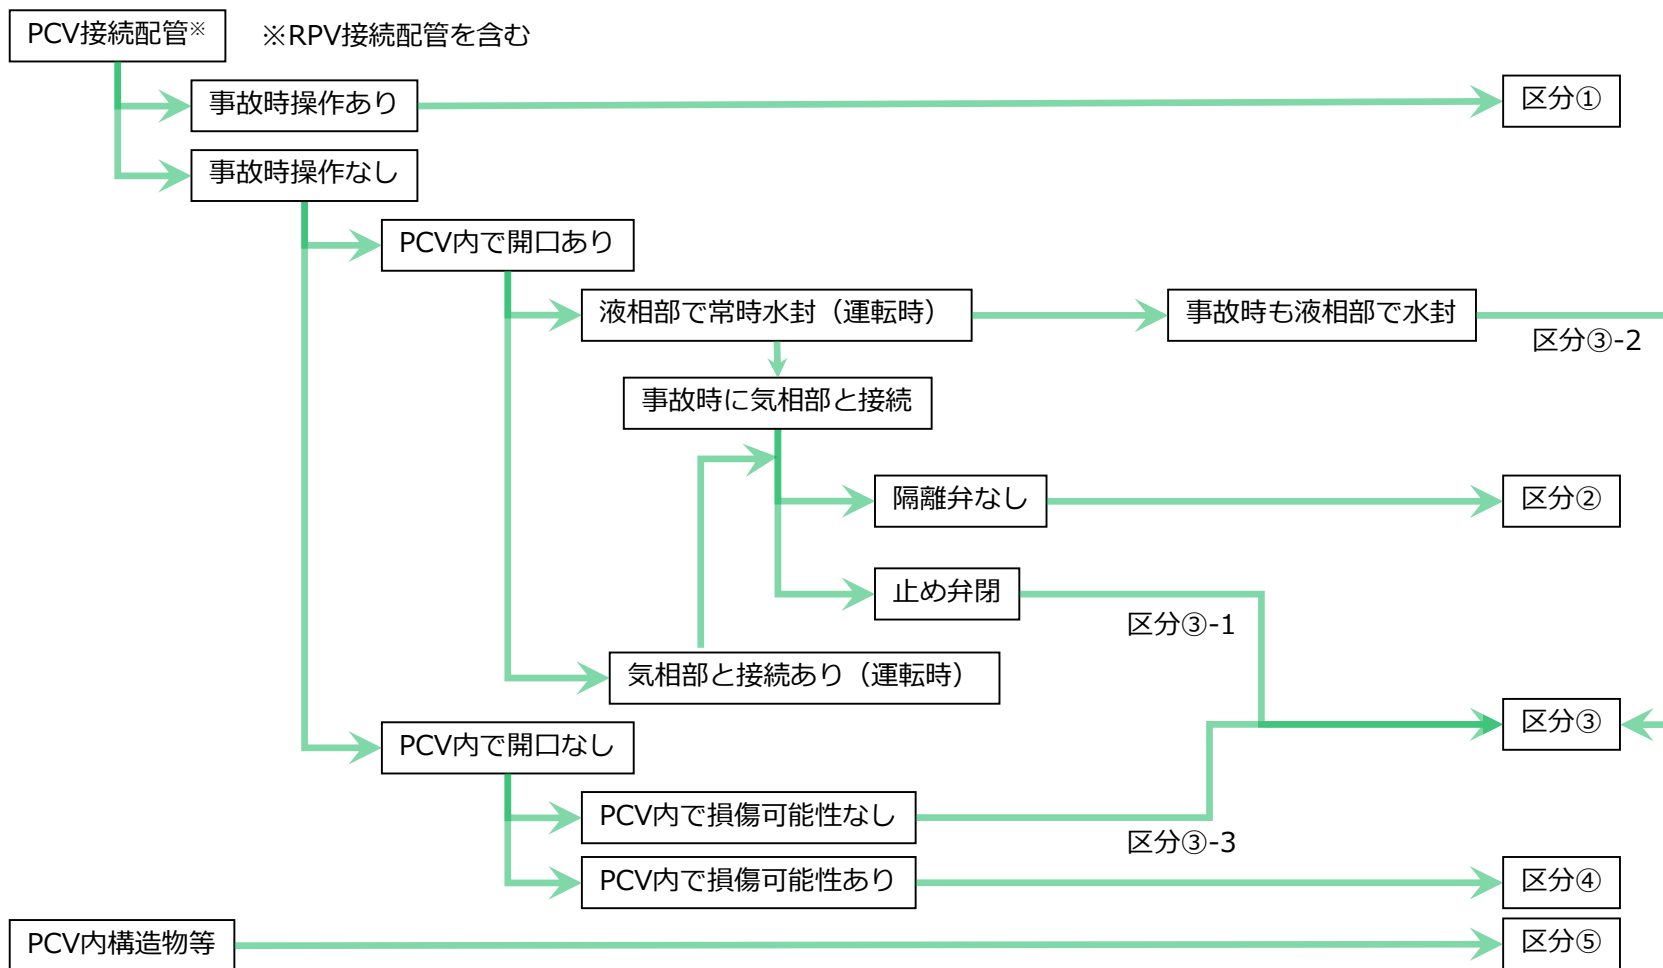 PCV接続配管※
※RPV接続配管を含む
事故時操作あり
区分①
事故時操作なし
PCV内で開口あり
液相部で常時水封（運転時）
事故時も液相部で水封
区分③-2
事故時に気相部と接続
隔離弁なし
区分②
止め弁閉
区分③-1
気相部と接続あり（運転時）
区分③
PCV内で開口なし
PCV内で損傷可能性なし
区分③-3
PCV内で損傷可能性あり
区分④
PCV内構造物等
区分⑤